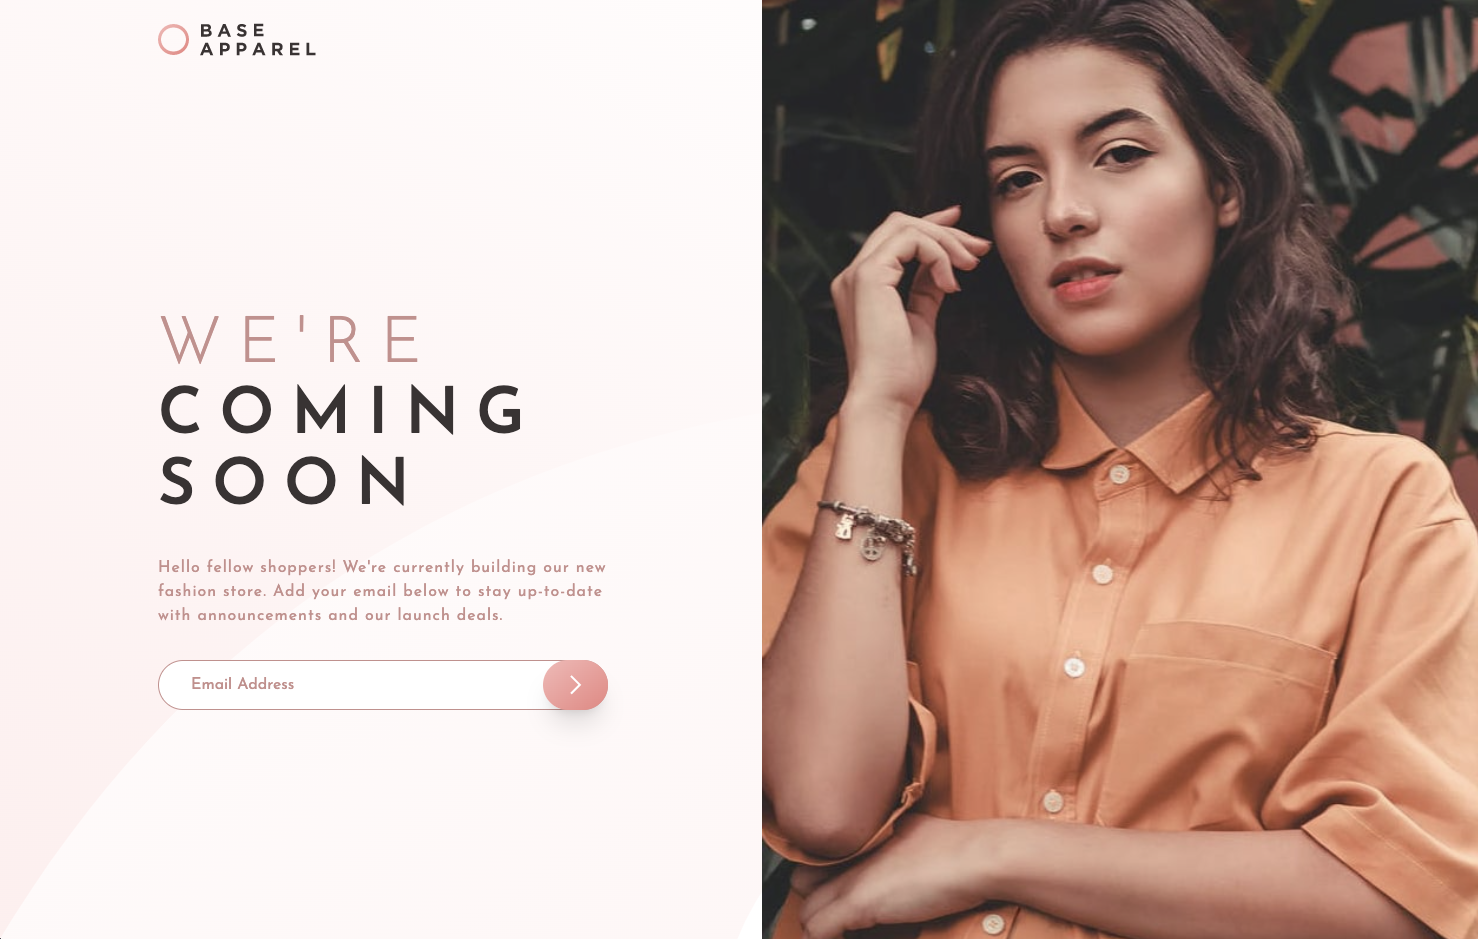 BASE
APPAREL
WE'RE
COMING
SOON
Hello fellow shoppers! We're currently building our new
fashion store. Add your email below to stay up-to-date
with announcements and our launch deals.
Email Address